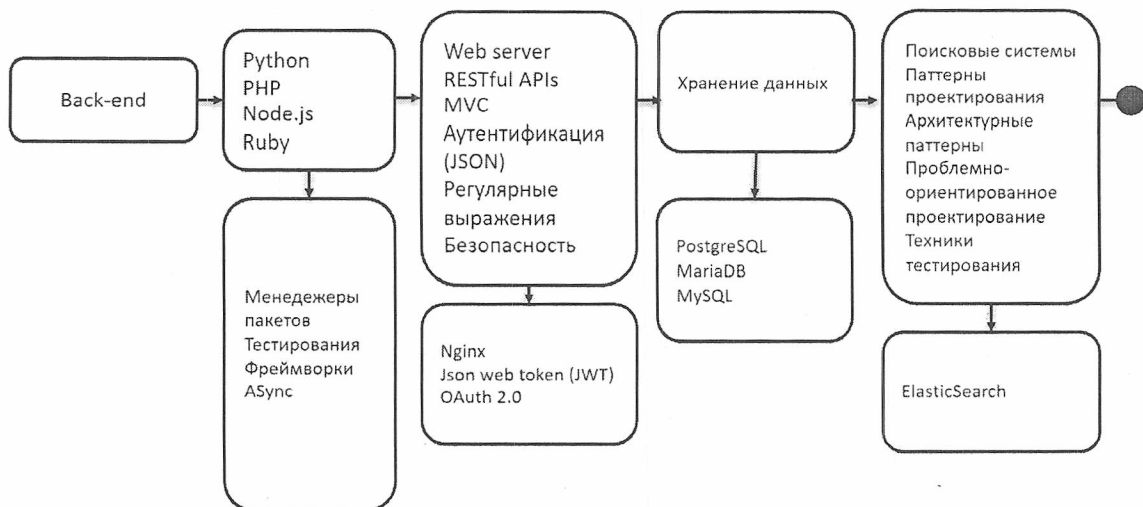 Back-end
Python
PHP
Node.js
Ruby
Менедежеры
пакетов
Тестирования
Фреймворки
ASync
Web server
RESTful APIs
MVC
Аутентификация
(JSON)
Регулярные
выражения
Безопасность
Nginx
Json web token (JWT)
OAuth 2.0
Хранение данных
PostgreSQL
MariaDB
MySQL
Поисковые системы
Паттерны
проектирования
Архитектурные
паттерны
Проблемно-
ориентированное
проектирование
Техники
тестирования
ElasticSearch